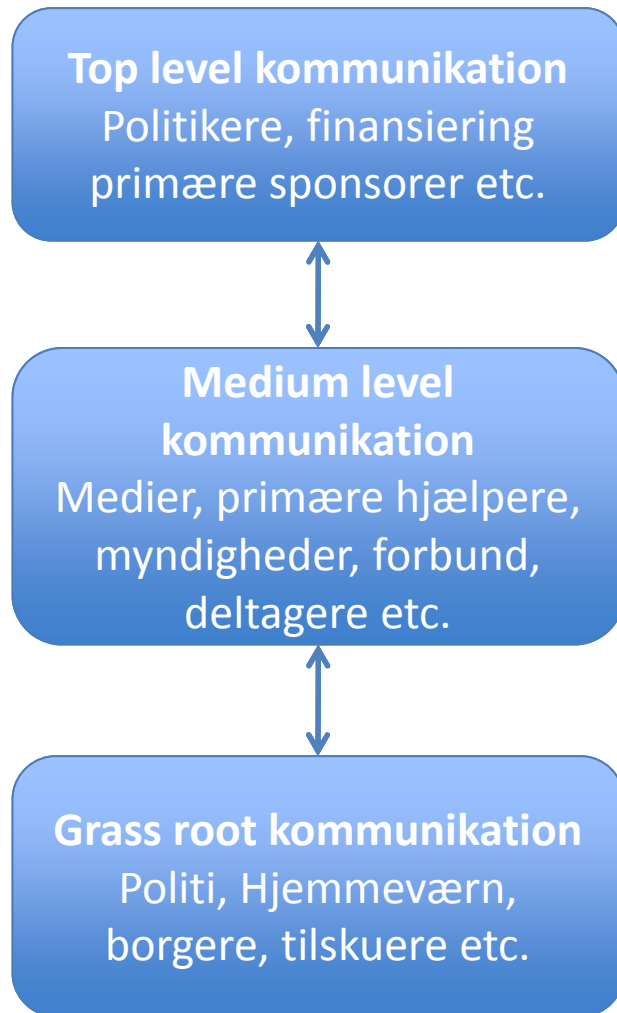 Top level kommunikation
Politikere, finansiering
primære sponsorer etc.
Medium level
kommunikation
Medier, primære hjælpere,
myndigheder, forbund,
deltagere etc.
Grass root kommunikation
Politi, Hjemmeværn,
borgere, tilskuere etc.